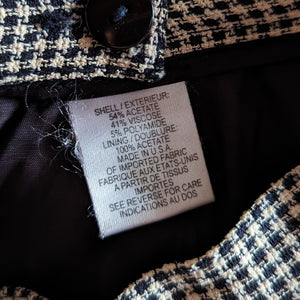 SHELL / EXTERIEUR:
54% ACETATE
41% VISCOSE
5% POLYAMIDE
LINING / DOUBLURE:
100% ACETATE
MADE IN U.S.A.
OF IMPORTED FABRIC
FABRIQUE AUX ETATS-UNIS
A PARTIR DE TISSUS
IMPORTES
SEE REVERSE FOR CARE
INDICATIONS AU DOS